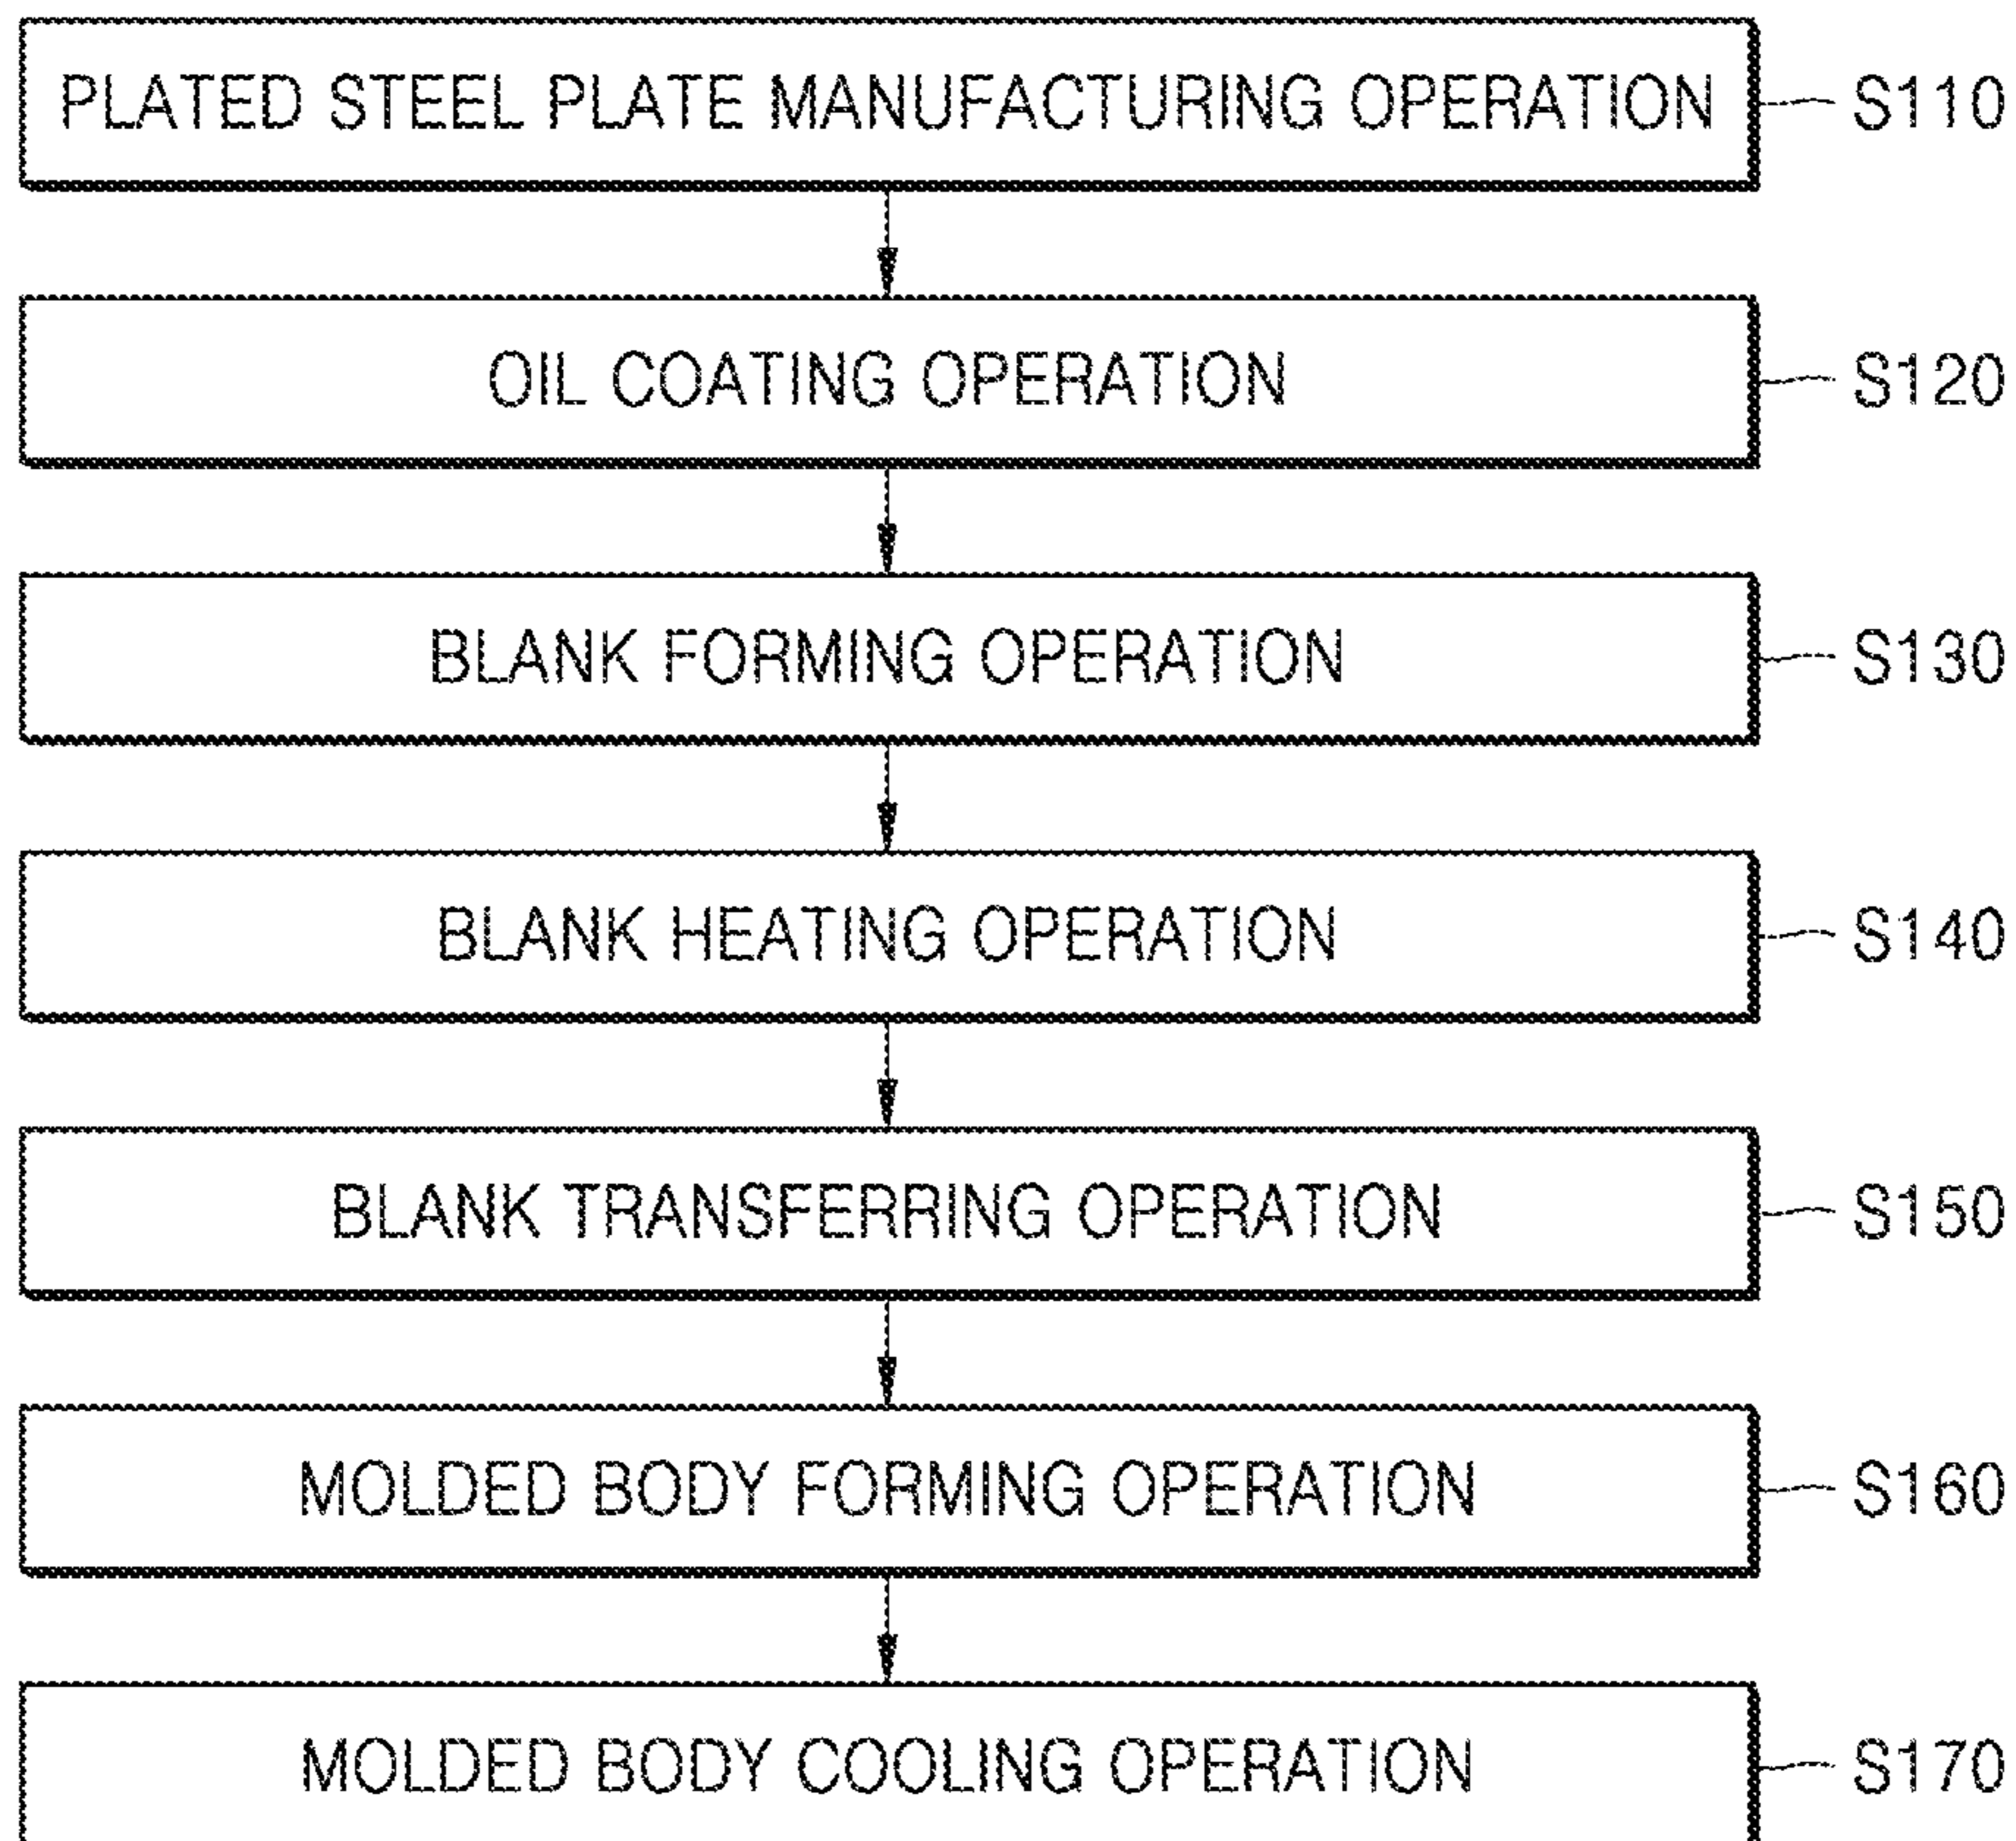 PLATED STEEL PLATE MANUFACTURING OPERATION S110
OIL COATING OPERATION S120
BLANK FORMING OPERATION S130
BLANK HEATING OPERATION S140
BLANK TRANSFERRING OPERATION S150
MOLDED BODY FORMING OPERATION S160
MOLDED BODY COOLING OPERATION S170